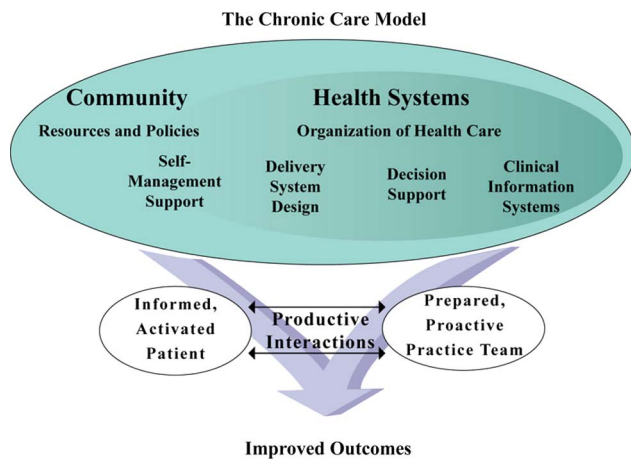 The Chronic Care Model
Community
Health Systems
Resources and Policies
Organization of Health Care
Self-
Management
Support
Delivery
System
Design
Decision
Support
Clinical
Information
Systems
Informed,
Activated
Patient
Productive
Interactions
Prepared,
Proactive
Practice Team
Improved Outcomes